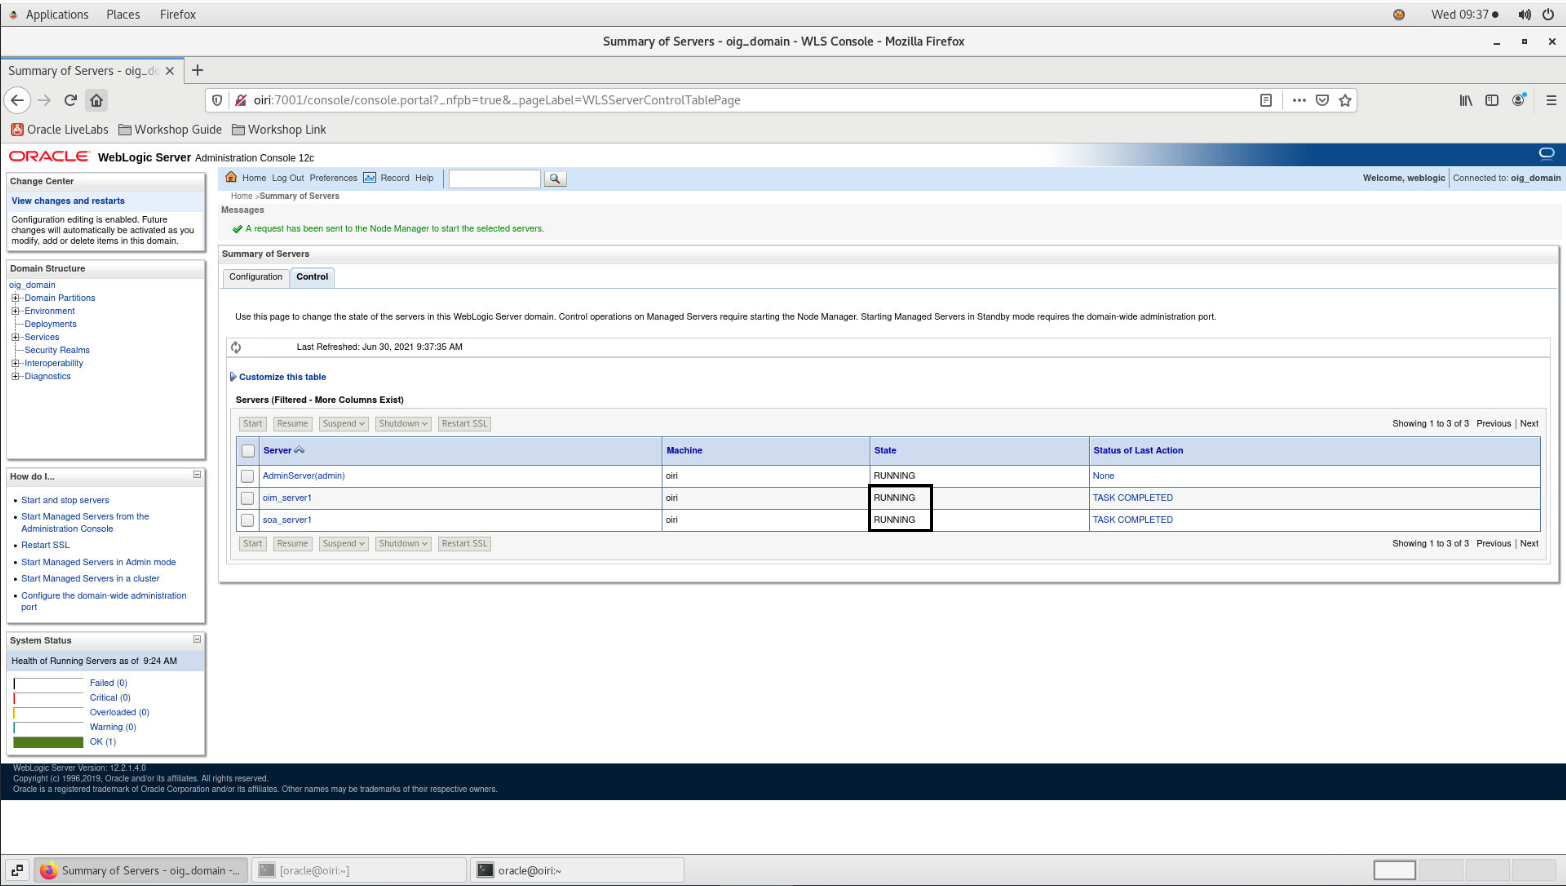 Applications Places Firefox Wed 09:37
Summary of Servers - oig_domain - WLS Console - Mozilla Firefox
Summary of Servers - oig_do
oiri:7001/console/console.portal?_nfpb=true&_pageLabel=WLSServerControlTablePage
Oracle LiveLabs Workshop Guide Workshop Link
ORACLE WebLogic Server Administration Console 12c
Change Center
View changes and restarts
Configuration editing is enabled. Future
changes will automatically be activated as you
modify, add or delete items in this domain.
Domain Structure
oig_domain
Domain Partitions
Environment
Deployments
Services
Security Realms
Interoperability
Diagnostics
How do I...
Start and stop servers
Start Managed Servers from the
Administration Console
Restart SSL
Start Managed Servers in Admin mode
Start Managed Servers in a cluster
Configure the domain-wide administration
port
System Status
Health of Running Servers as of 9:24 AM
Failed (0)
Critical (0)
Overloaded (0)
Warning (0)
OK (1)
Home Log Out Preferences Record Help
Welcome, weblogic Connected to: oig_domain
Home >Summary of Servers
Messages
A request has been sent to the Node Manager to start the selected servers.
Summary of Servers
Configuration Control
Use this page to change the state of the servers in this WebLogic Server domain. Control operations on Managed Servers require starting the Node Manager. Starting Managed Servers in Standby mode requires the domain-wide administration port.
Last Refreshed: Jun 30, 2021 9:37:35 AM
Customize this table
Servers (Filtered - More Columns Exist)
Start Resume Suspend Shutdown Restart SSL Showing 1 to 3 of 3 Previous | Next
Server Machine State Status of Last Action
AdminServer(admin) oiri RUNNING None
oim_server1 oiri RUNNING TASK COMPLETED
soa_server1 oiri RUNNING TASK COMPLETED
Start Resume Suspend Shutdown Restart SSL Showing 1 to 3 of 3 Previous | Next
WebLogic Server Version: 12.2.1.4.0
Copyright (c) 1996,2019, Oracle and/or its affiliates. All rights reserved.
Oracle is a registered trademark of Oracle Corporation and/or its affiliates. Other names may be trademarks of their respective owners.
Summary of Servers - oig_domain -... [oracle@oiri:~] oracle@oiri:~